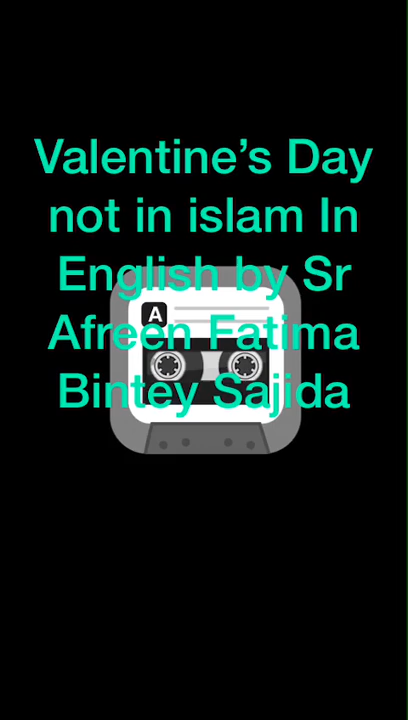 Valentine’s Day
not in islam In
English by Sr
Afreen Fatima
Bintey Sajida
A